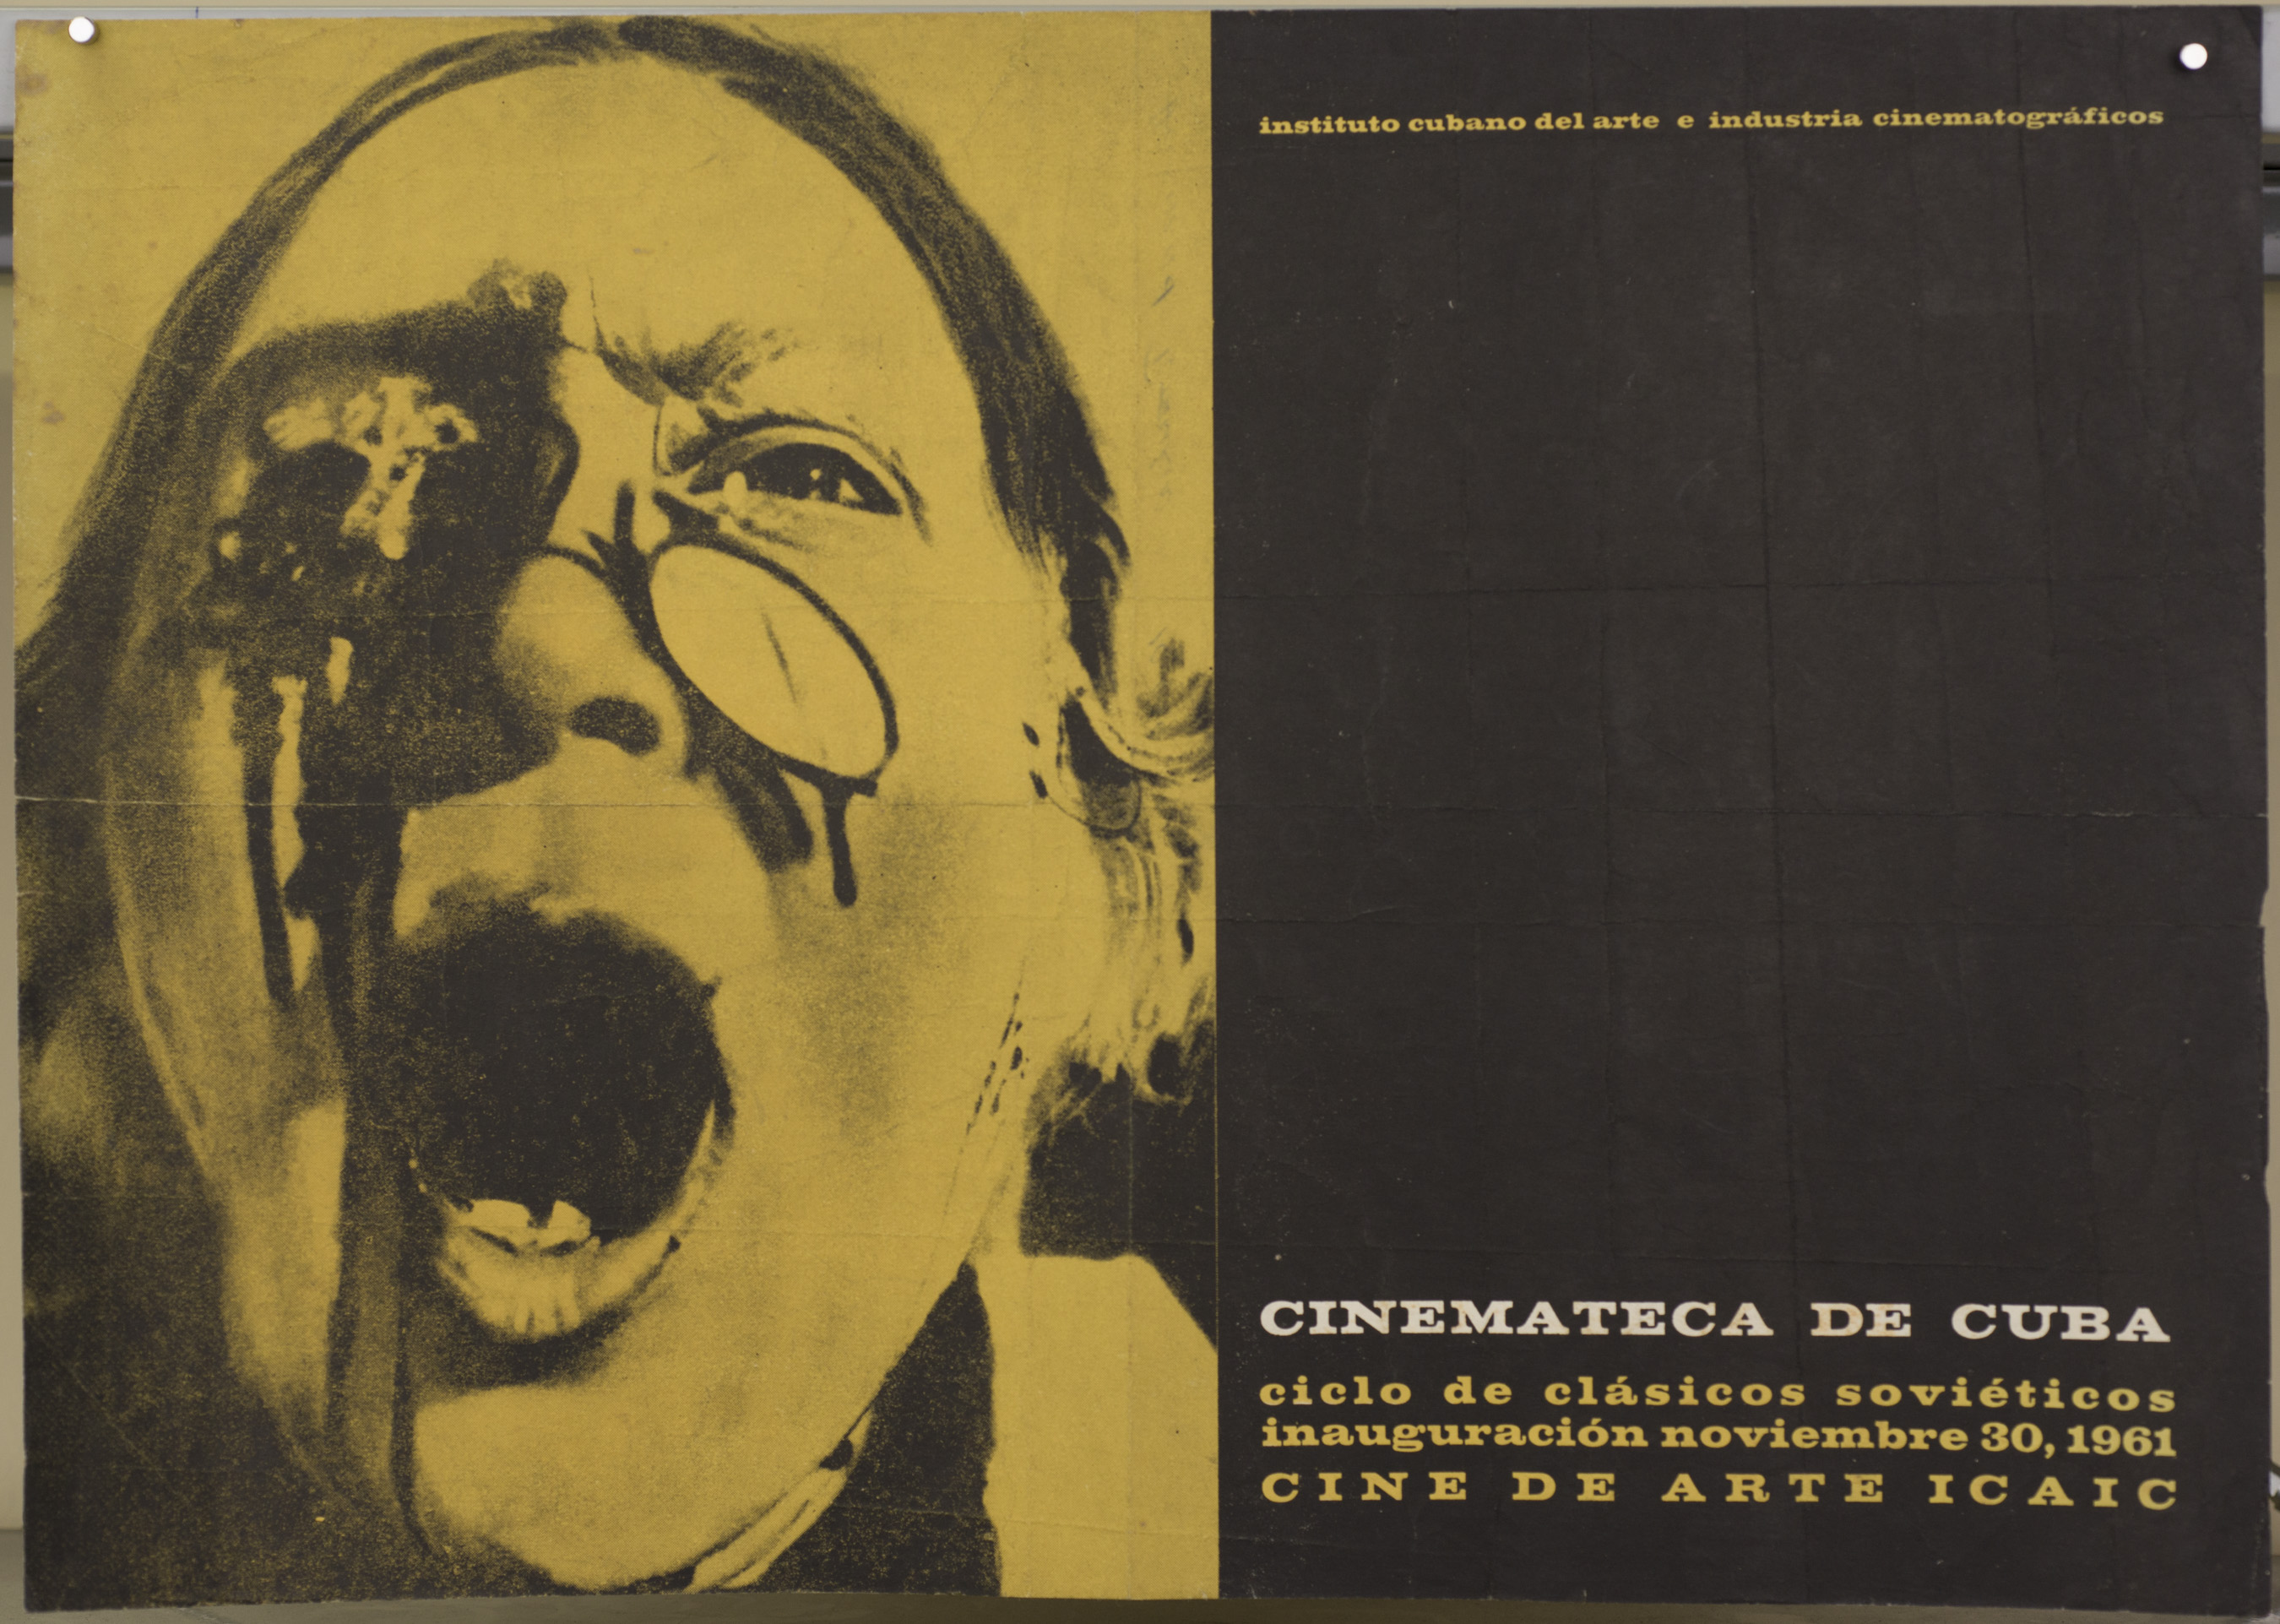 instituto cubano del arte e industria cinematográficos
CINEMATECA DE CUBA
ciclo de clásicos soviéticos
inauguración noviembre 30, 1961
CINE DE ARTE ICAIC